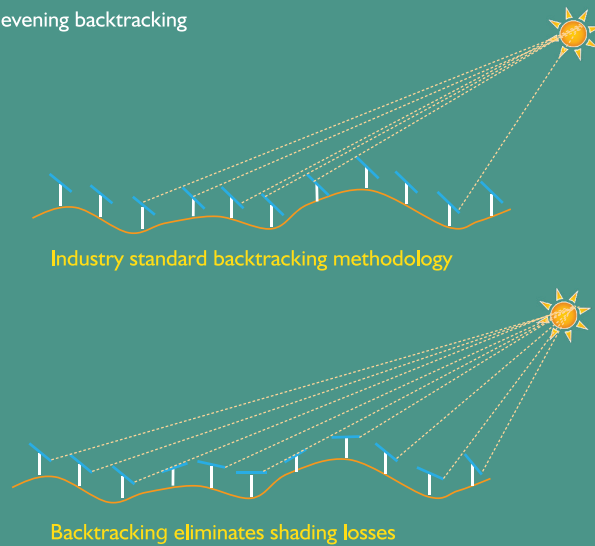 evening backtracking
Industry standard backtracking methodology
Backtracking eliminates shading losses